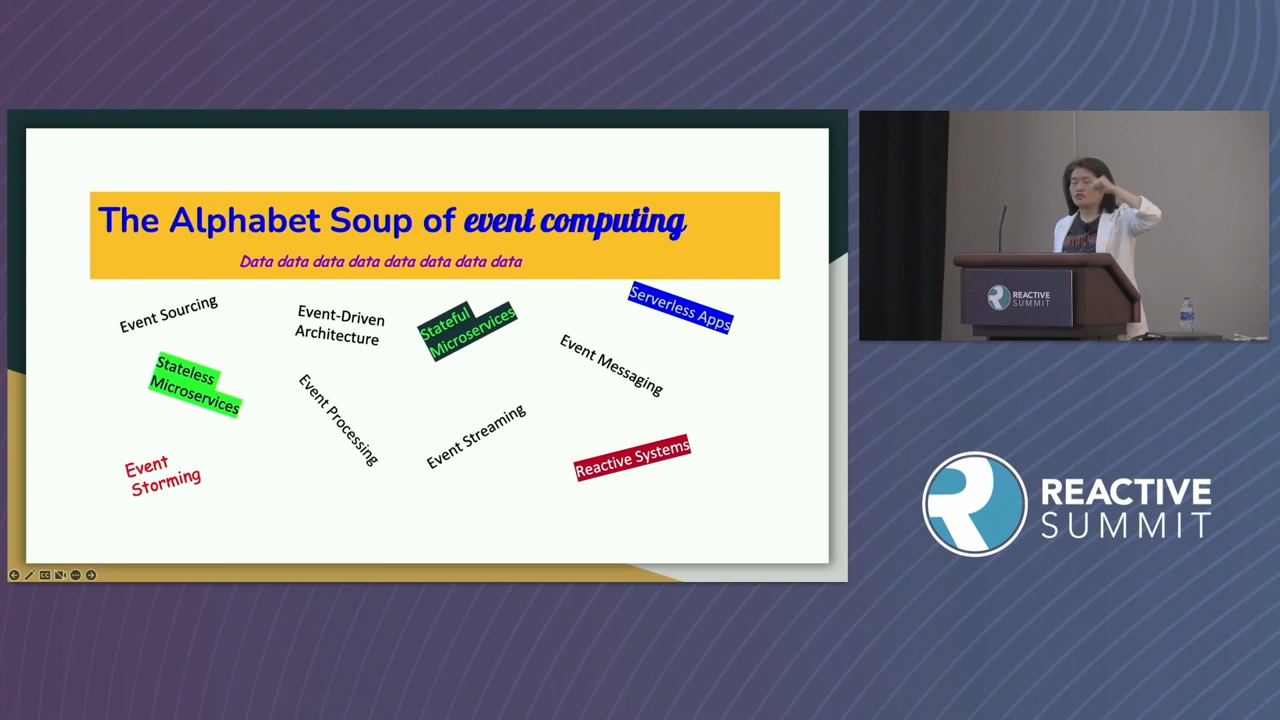 The Alphabet Soup of event computing
Data data data data data data data data
Event Sourcing
Event-Driven
Architecture
Stateful
Microservices
Serverless Apps
Stateless
Microservices
Event Processing
Event Streaming
Event Messaging
Event
Storming
Reactive Systems
REACTIVE
SUMMIT
REACTIVE
SUMMIT